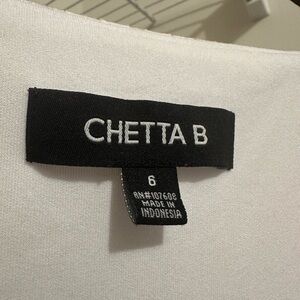 CHETTA B
6
RN#107608
MADE IN
INDONESIA